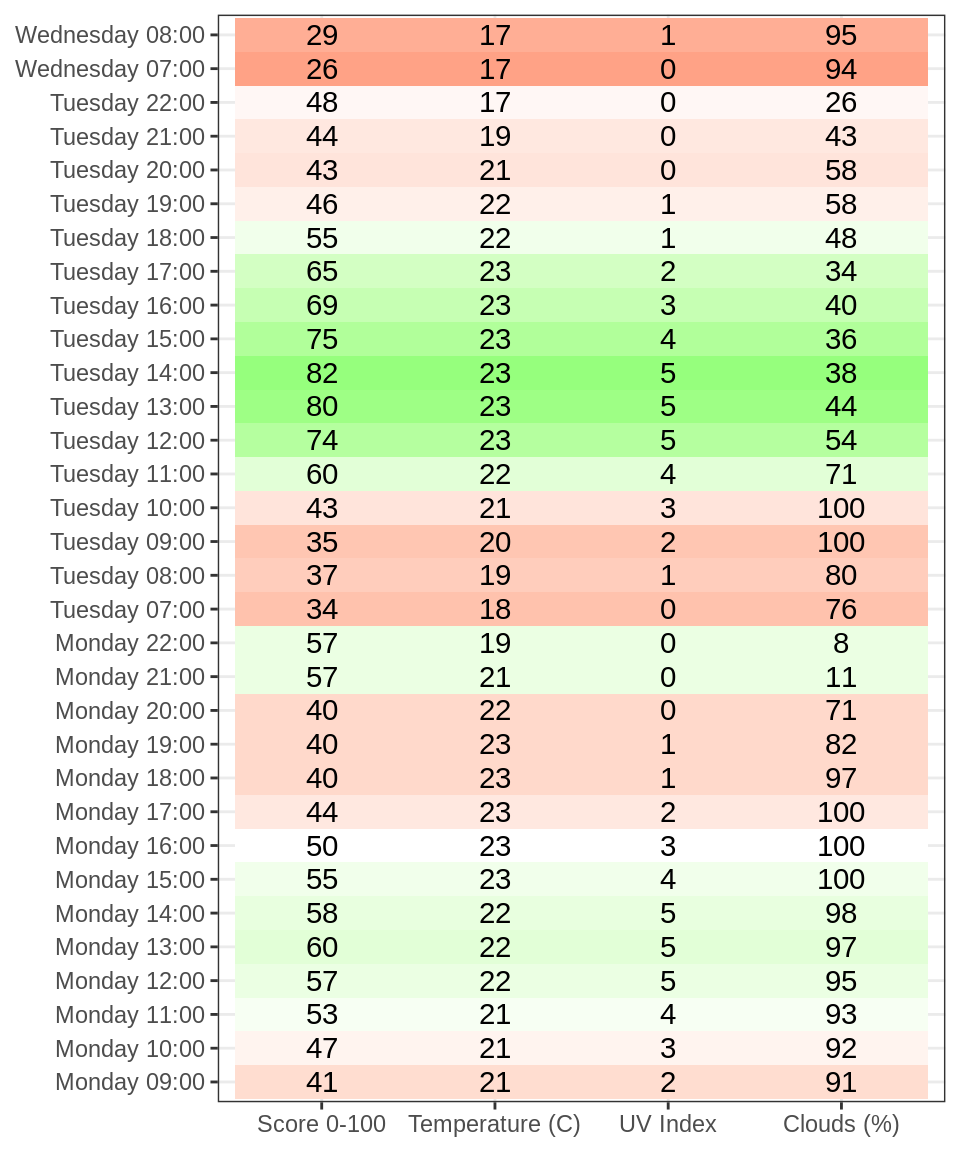 Wednesday 08:00 29 17 1 95
Wednesday 07:00 26 17 0 94
Tuesday 22:00 48 17 0 26
Tuesday 21:00 44 19 0 43
Tuesday 20:00 43 21 0 58
Tuesday 19:00 46 22 1 58
Tuesday 18:00 55 22 1 48
Tuesday 17:00 65 23 2 34
Tuesday 16:00 69 23 3 40
Tuesday 15:00 75 23 4 36
Tuesday 14:00 82 23 5 38
Tuesday 13:00 80 23 5 44
Tuesday 12:00 74 23 5 54
Tuesday 11:00 60 22 4 71
Tuesday 10:00 43 21 3 100
Tuesday 09:00 35 20 2 100
Tuesday 08:00 37 19 1 80
Tuesday 07:00 34 18 0 76
Monday 22:00 57 19 0 8
Monday 21:00 57 21 0 11
Monday 20:00 40 22 0 71
Monday 19:00 40 23 1 82
Monday 18:00 40 23 1 97
Monday 17:00 44 23 2 100
Monday 16:00 50 23 3 100
Monday 15:00 55 23 4 100
Monday 14:00 58 22 5 98
Monday 13:00 60 22 5 97
Monday 12:00 57 22 5 95
Monday 11:00 53 21 4 93
Monday 10:00 47 21 3 92
Monday 09:00 41 21 2 91
Score 0-100 Temperature (C) UV Index Clouds (%)